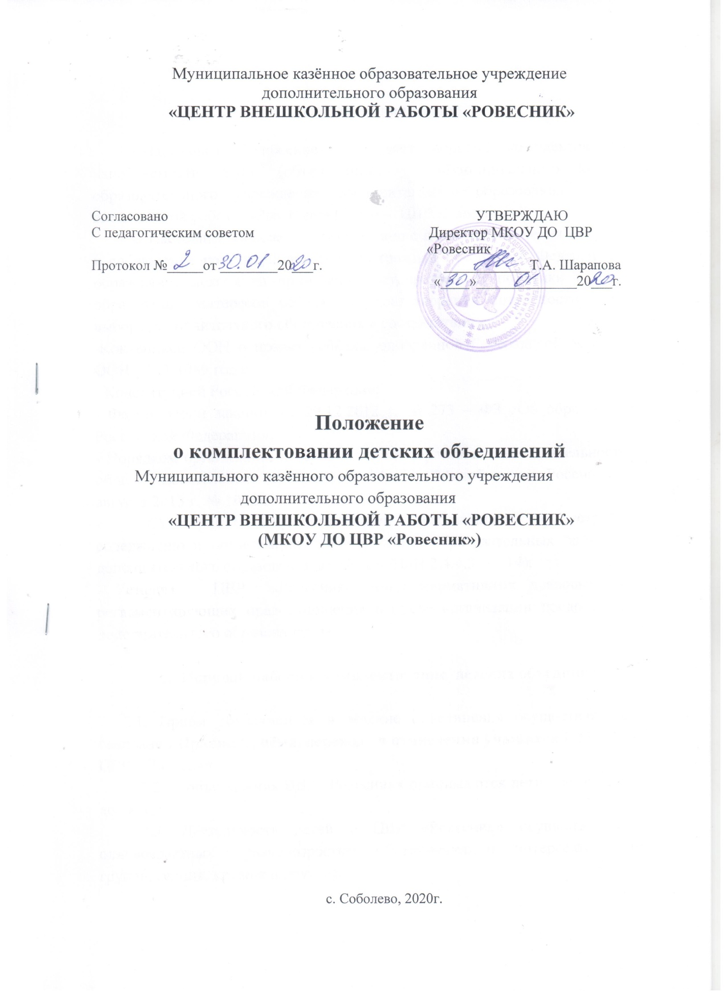 Муниципальное казённое образовательное учреждение
дополнительного образования
«ЦЕНТР ВНЕШКОЛЬНОЙ РАБОТЫ «РОВЕСНИК»
Согласовано
С педагогическим советом
Протокол № 2 от 30.01 2020 г.
УТВЕРЖДАЮ
Директор МКОУ ДО ЦВР
«Ровесник
Т.А. Шарапова
« 30 » 01 2020 г.
Положение
о комплектовании детских объединений
Муниципального казённого образовательного учреждения
дополнительного образования
«ЦЕНТР ВНЕШКОЛЬНОЙ РАБОТЫ «РОВЕСНИК»
(МКОУ ДО ЦВР «Ровесник»)
с. Соболево, 2020г.